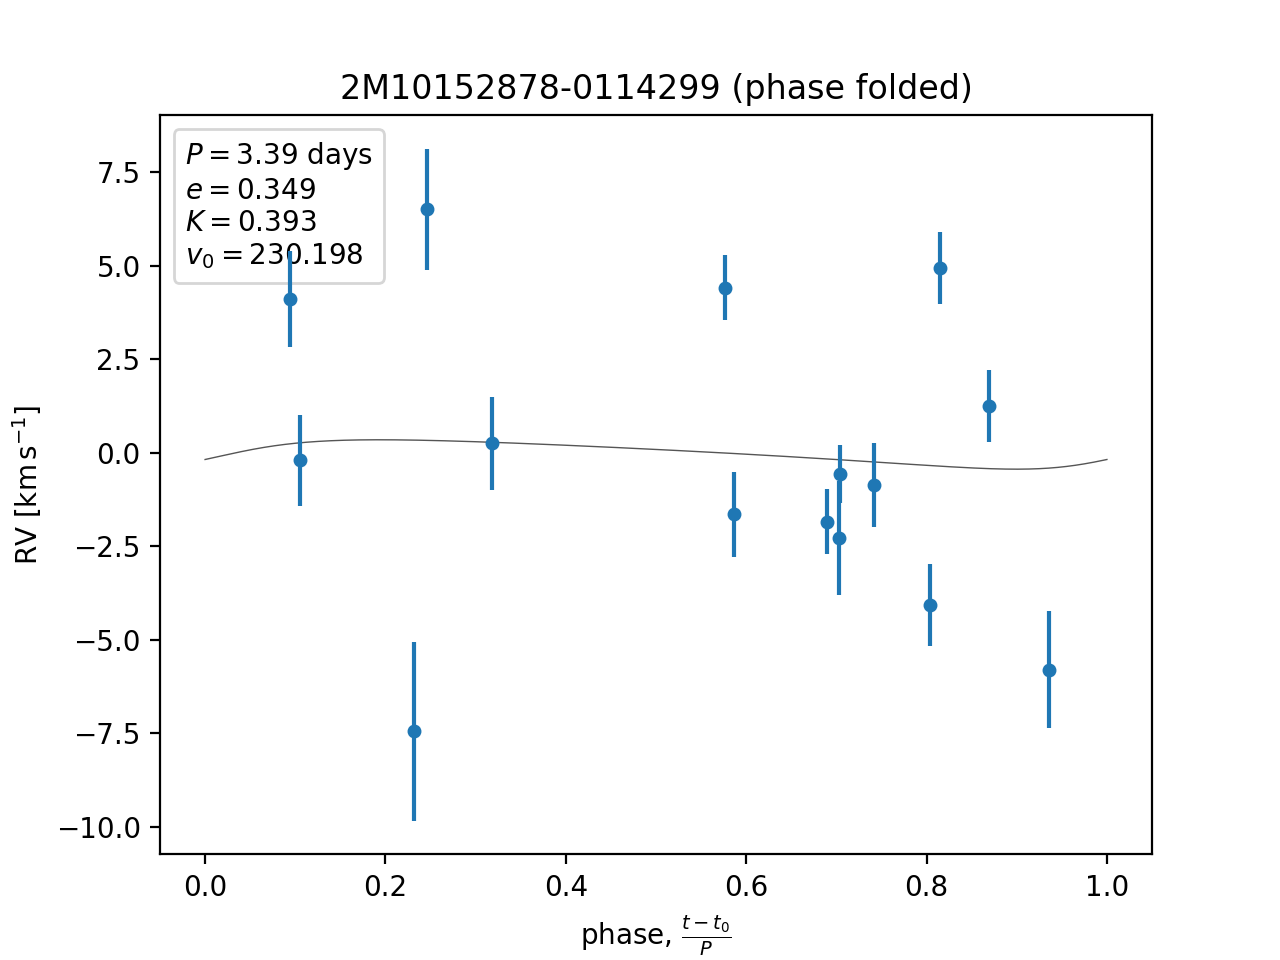 2M10152878-0114299 (phase folded)
P = 3.39 days
e = 0.349
K = 0.393
v₀ = 230.198
7.5
5.0
2.5
0.0
−2.5
−5.0
−7.5
−10.0
RV [km s⁻¹]
0.0 0.2 0.4 0.6 0.8 1.0
phase, (t − t₀)/P